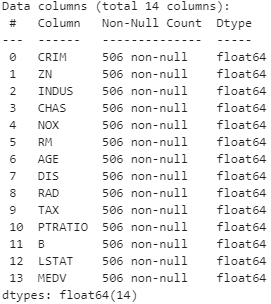 Data columns (total 14 columns):
 #   Column   Non-Null Count  Dtype
---  ------   --------------  -----
 0   CRIM     506 non-null    float64
 1   ZN       506 non-null    float64
 2   INDUS    506 non-null    float64
 3   CHAS     506 non-null    float64
 4   NOX      506 non-null    float64
 5   RM       506 non-null    float64
 6   AGE      506 non-null    float64
 7   DIS      506 non-null    float64
 8   RAD      506 non-null    float64
 9   TAX      506 non-null    float64
 10  PTRATIO  506 non-null    float64
 11  B        506 non-null    float64
 12  LSTAT    506 non-null    float64
 13  MEDV     506 non-null    float64
dtypes: float64(14)